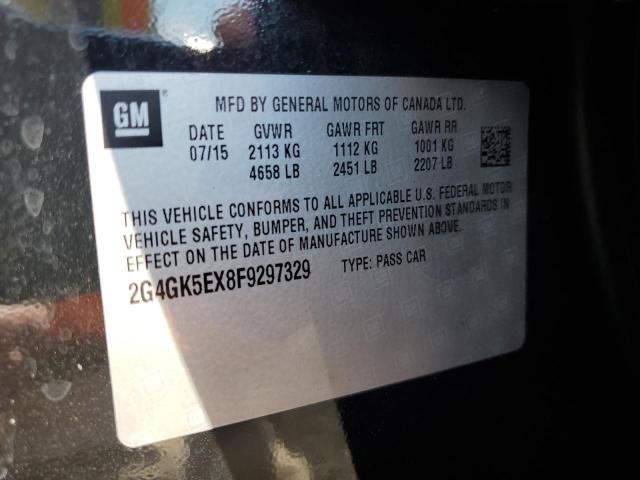 GM
MFD BY GENERAL MOTORS OF CANADA LTD.
DATE GVWR GAWR FRT GAWR RR
07/15 2113 KG 1112 KG 1001 KG
4658 LB 2451 LB 2207 LB
THIS VEHICLE CONFORMS TO ALL APPLICABLE U.S. FEDERAL MOTOR
VEHICLE SAFETY, BUMPER, AND THEFT PREVENTION STANDARDS IN
EFFECT ON THE DATE OF MANUFACTURE SHOWN ABOVE.
2G4GK5EX8F9297329 TYPE: PASS CAR